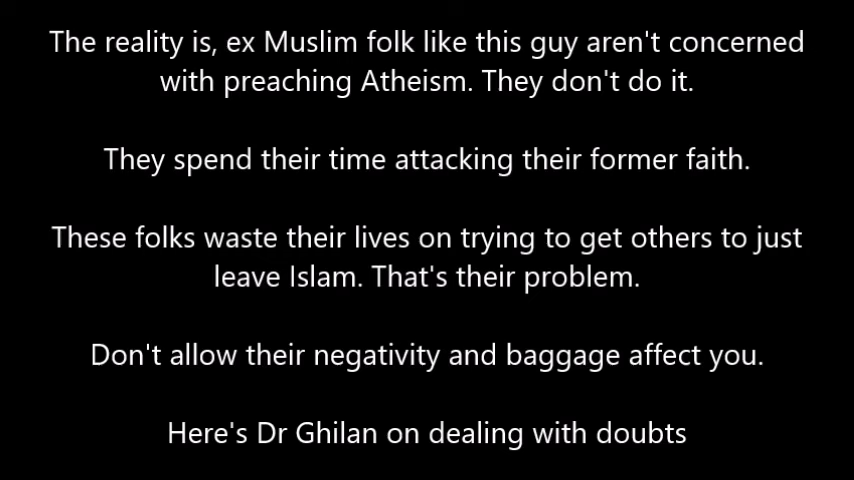 The reality is, ex Muslim folk like this guy aren't concerned
with preaching Atheism. They don't do it.
They spend their time attacking their former faith.
These folks waste their lives on trying to get others to just
leave Islam. That's their problem.
Don't allow their negativity and baggage affect you.
Here's Dr Ghilan on dealing with doubts